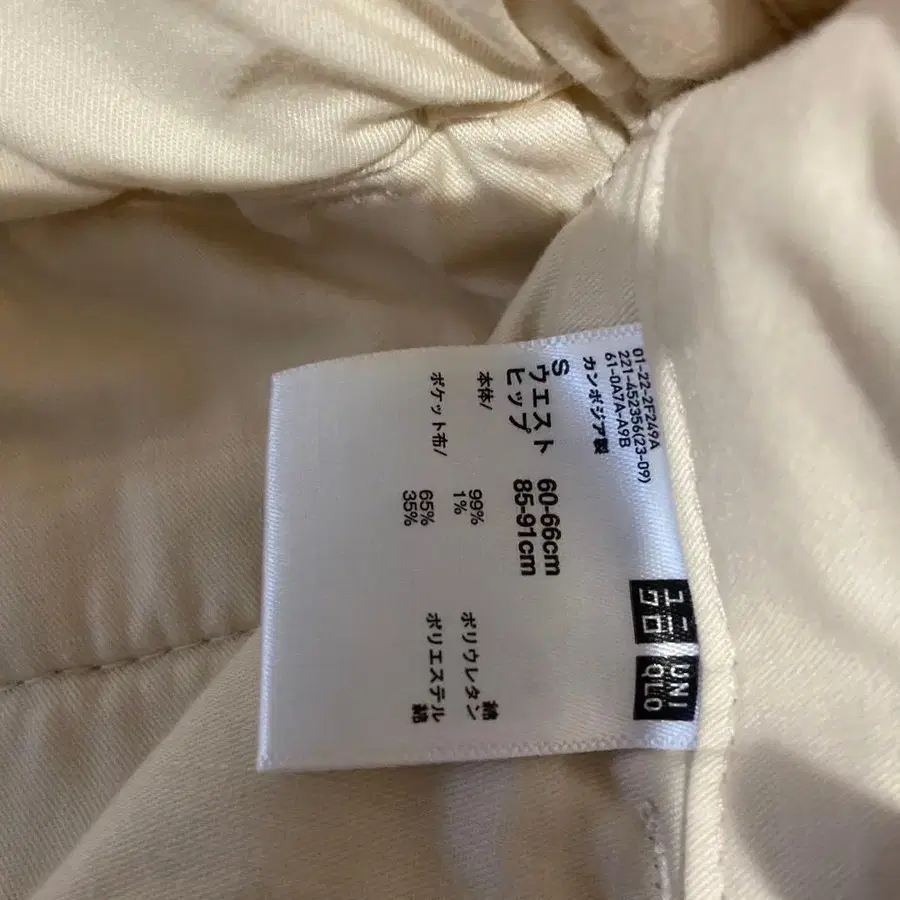 ユニ
クロ
UNI
QLO
01-22-2F249A
221-452356(23-09)
61-0A7A-A9B
カンボジア製
S
ウエスト 60-66cm
ヒップ 85-91cm
本体/ 99% 綿
1% ポリウレタン
ポケット布/ 65% ポリエステル
35% 綿